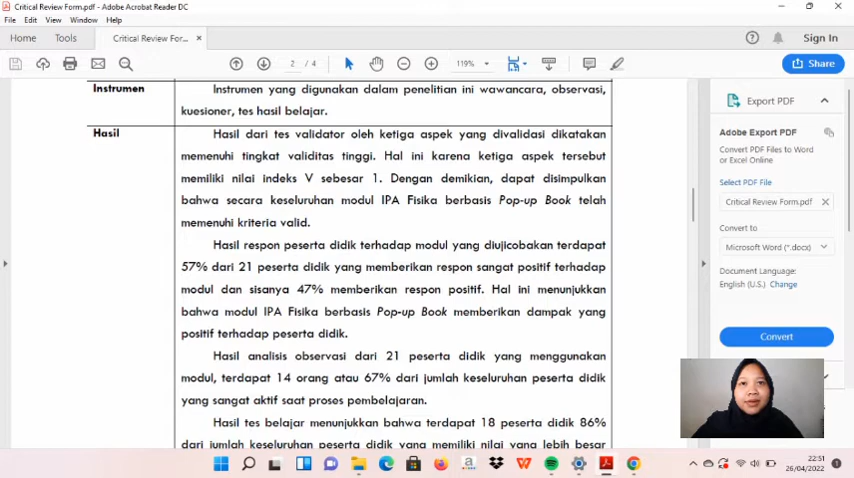 Critical Review Form.pdf - Adobe Acrobat Reader DC
File Edit View Window Help
Home Tools Critical Review For... × Sign In
2 / 4 119% Share
Instrumen Instrumen yang digunakan dalam penelitian ini wawancara, observasi,
kuesioner, tes hasil belajar.
Hasil Hasil dari tes validator oleh ketiga aspek yang divalidasi dikatakan
memenuhi tingkat validitas tinggi. Hal ini karena ketiga aspek tersebut
memiliki nilai indeks V sebesar 1. Dengan demikian, dapat disimpulkan
bahwa secara keseluruhan modul IPA Fisika berbasis Pop-up Book telah
memenuhi kriteria valid.
Hasil respon peserta didik terhadap modul yang diujicobakan terdapat
57% dari 21 peserta didik yang memberikan respon sangat positif terhadap
modul dan sisanya 47% memberikan respon positif. Hal ini menunjukkan
bahwa modul IPA Fisika berbasis Pop-up Book memberikan dampak yang
positif terhadap peserta didik.
Hasil analisis observasi dari 21 peserta didik yang menggunakan
modul, terdapat 14 orang atau 67% dari jumlah keseluruhan peserta didik
yang sangat aktif saat proses pembelajaran.
Hasil tes belajar menunjukkan bahwa terdapat 18 peserta didik 86%
dari jumlah keseluruhan peserta didik yang memiliki nilai yang lebih besar
Export PDF
Adobe Export PDF
Convert PDF Files to Word
or Excel Online
Select PDF File
Critical Review Form.pdf ×
Convert to
Microsoft Word (*.docx)
Document Language:
English (U.S.) Change
Convert
22:51
26/04/2022